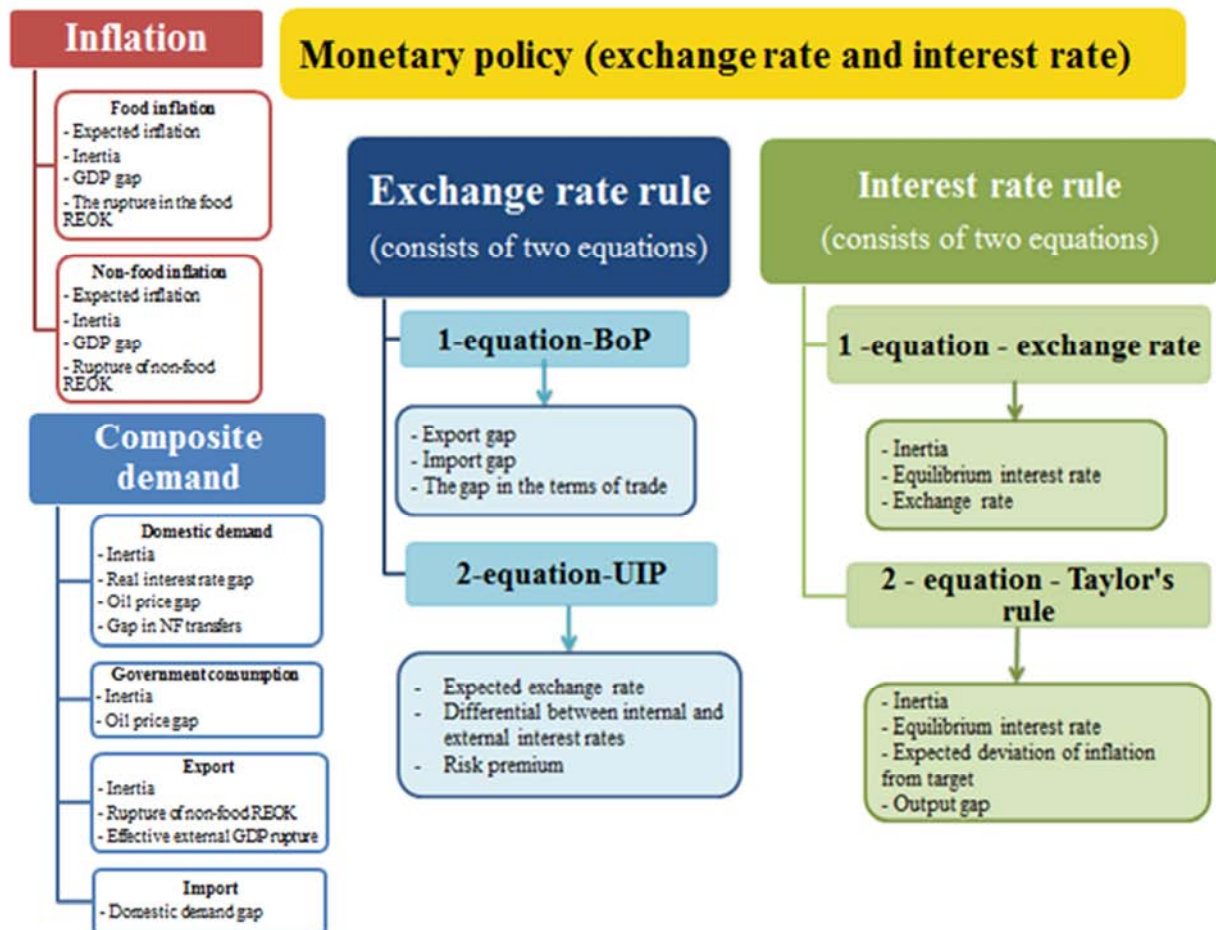 Inflation
Food inflation
- Expected inflation
- Inertia
- GDP gap
- The rupture in the food
REOK
Non-food inflation
- Expected inflation
- Inertia
- GDP gap
- Rupture of non-food
REOK
Composite
demand
Domestic demand
- Inertia
- Real interest rate gap
- Oil price gap
- Gap in NF transfers
Government consumption
- Inertia
- Oil price gap
Export
- Inertia
- Rupture of non-food REOK
- Effective external GDP rupture
Import
- Domestic demand gap
Monetary policy (exchange rate and interest rate)
Exchange rate rule
(consists of two equations)
1-equation-BoP
- Export gap
- Import gap
- The gap in the terms of trade
2-equation-UIP
- Expected exchange rate
- Differential between internal and
external interest rates
- Risk premium
Interest rate rule
(consists of two equations)
1 -equation - exchange rate
- Inertia
- Equilibrium interest rate
- Exchange rate
2 - equation - Taylor's
rule
- Inertia
- Equilibrium interest rate
- Expected deviation of inflation
from target
- Output gap